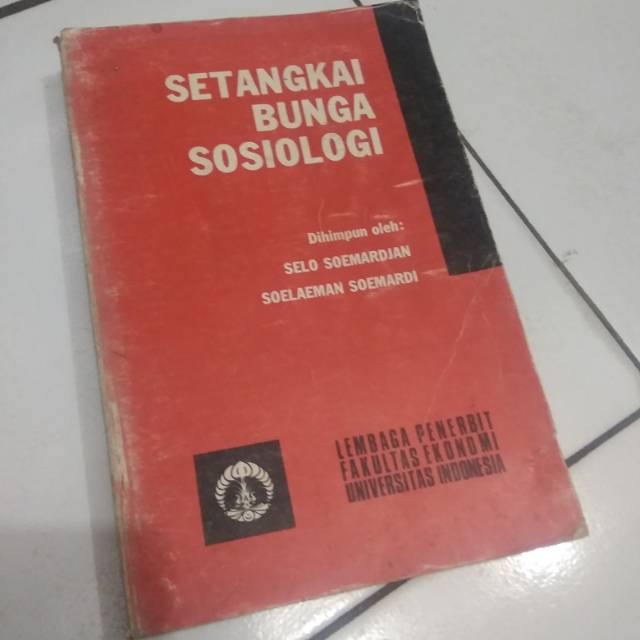 SETANGKAI
BUNGA
SOSIOLOGI
Dihimpun oleh:
SELO SOEMARDJAN
SOELAEMAN SOEMARDI
LEMBAGA PENERBIT
FAKULTAS EKONOMI
UNIVERSITAS INDONESIA